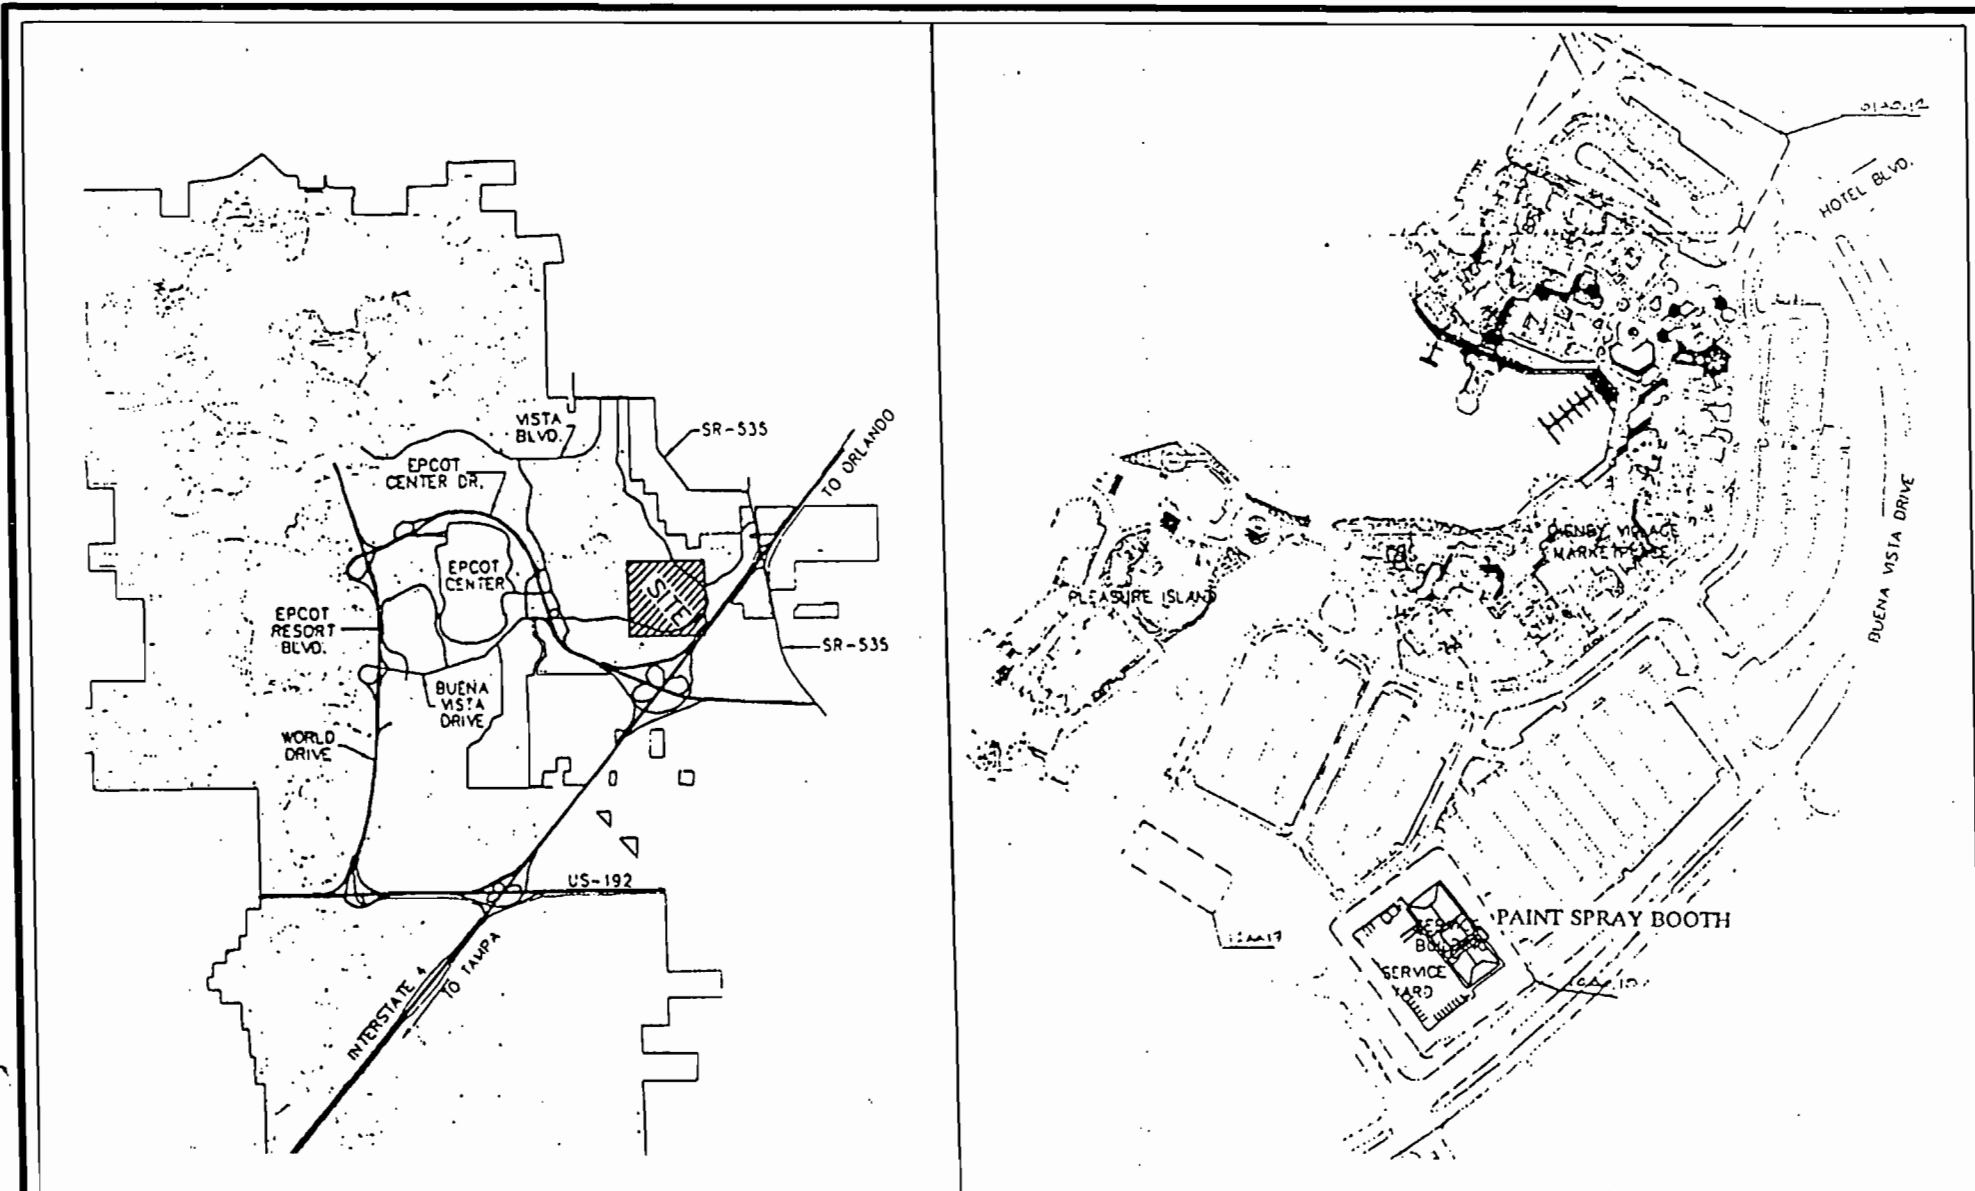 VISTA
BLVD.
SR-535
TO ORLANDO
EPCOT
CENTER DR.
EPCOT
CENTER
SITE
EPCOT
RESORT
BLVD.
SR-535
BUENA
VISTA
DRIVE
WORLD
DRIVE
US-192
INTERSTATE 4
TO TAMPA
HOTEL BLVD.
BUENA VISTA DRIVE
VILLAGE
MARKETPLACE
PLEASURE ISLAND
PAINT SPRAY BOOTH
SERVICE
YARD